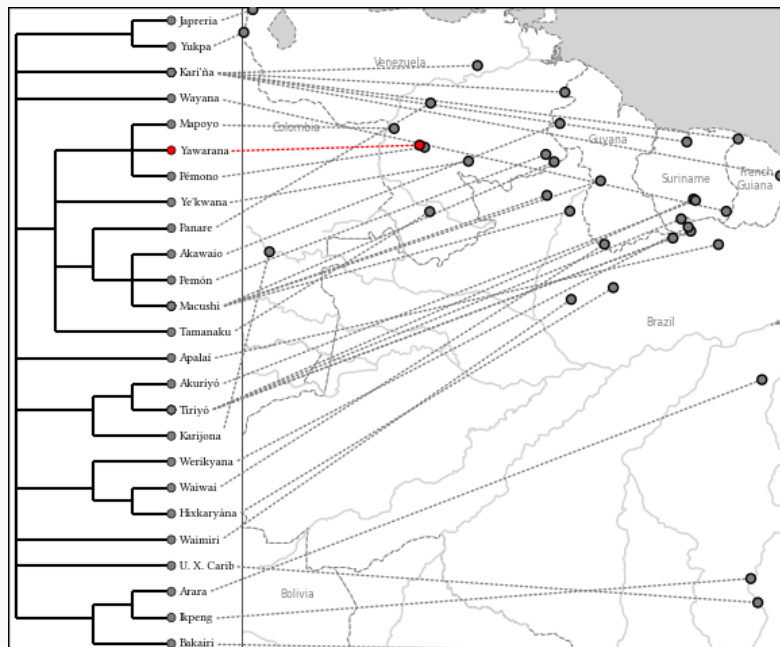 Japreria
Yukpa
Kari'ña
Wayana
Mapoyo
Yawarana
Pémono
Ye'kwana
Panare
Akawaio
Pemón
Macushi
Tamanaku
Apalaí
Akuriyó
Tiriyó
Karijona
Werikyana
Waiwai
Hixkaryána
Waimiri
U. X. Carib
Arara
Ikpeng
Bakairi
Venezuela
Colombia
Guyana
Suriname
French
Guiana
Brazil
Bolivia